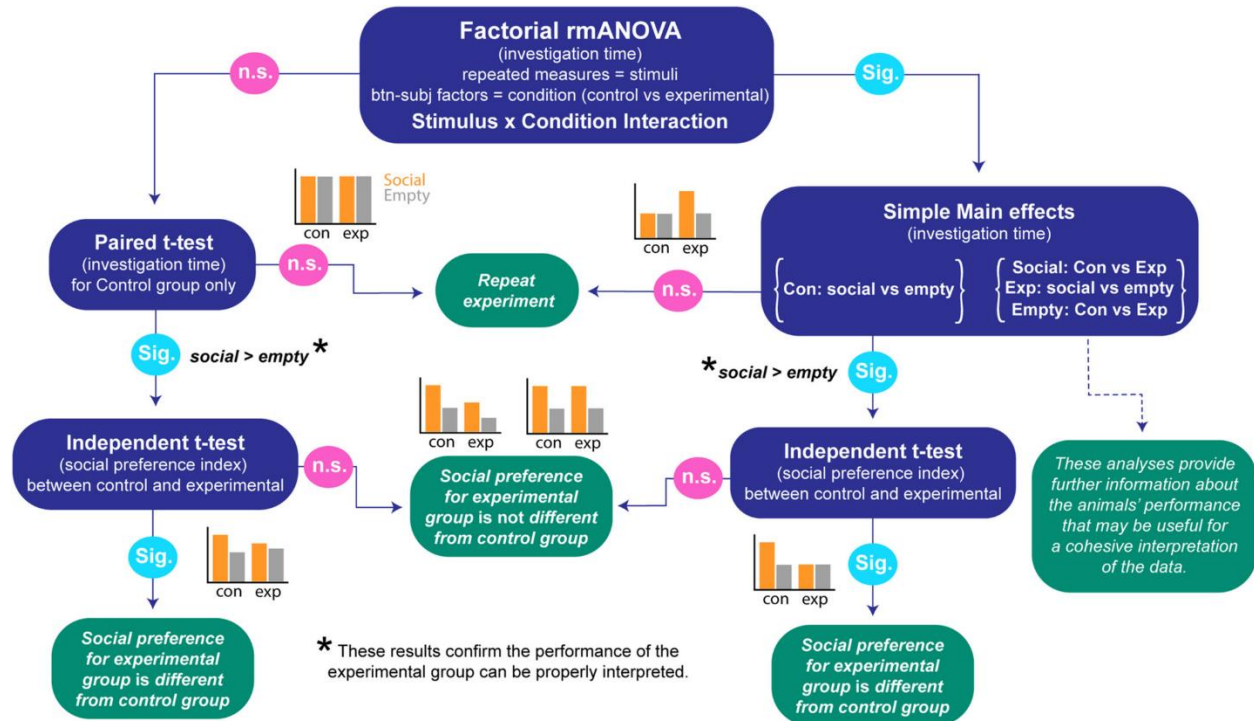 Factorial rmANOVA
(investigation time)
repeated measures = stimuli
btn-subj factors = condition (control vs experimental)
Stimulus x Condition Interaction
n.s.
Sig.
Social
Empty
con exp
con exp
Paired t-test
(investigation time)
for Control group only
n.s.
Repeat
experiment
n.s.
Simple Main effects
(investigation time)
{Con: social vs empty}
{Social: Con vs Exp
Exp: social vs empty
Empty: Con vs Exp}
Sig.
social > empty *
* social > empty
Sig.
con exp
con exp
Independent t-test
(social preference index)
between control and experimental
n.s.
Social preference
for experimental
group is not different
from control group
n.s.
Independent t-test
(social preference index)
between control and experimental
These analyses provide
further information about
the animals' performance
that may be useful for
a cohesive interpretation
of the data.
Sig.
con exp
con exp
Sig.
Social preference
for experimental
group is different
from control group
* These results confirm the performance of the
experimental group can be properly interpreted.
Social preference
for experimental
group is different
from control group